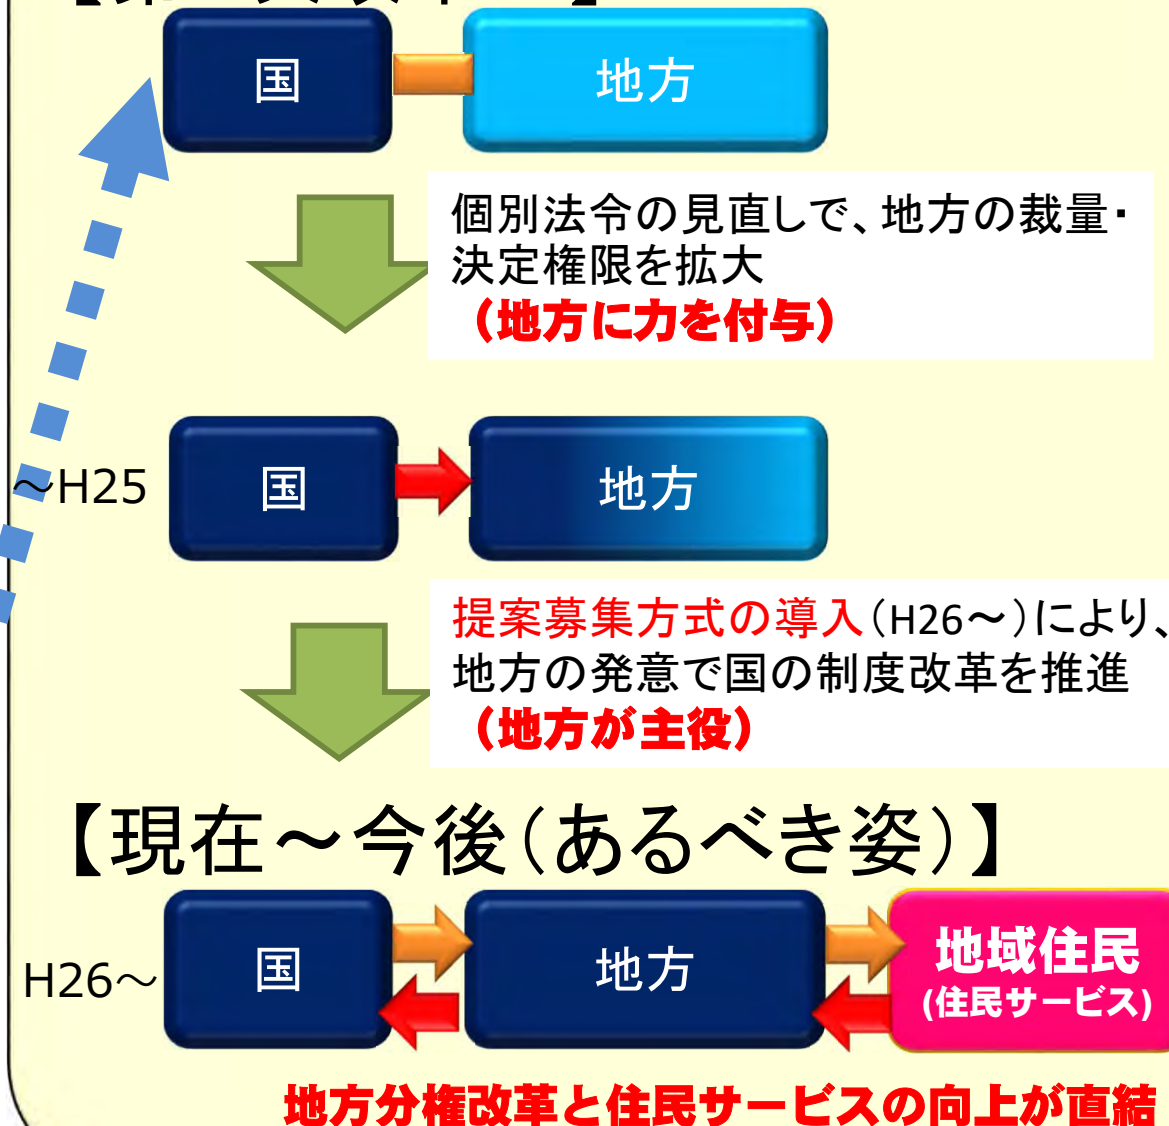 国 地方
個別法令の見直しで、地方の裁量・
決定権限を拡大
（地方に力を付与）
～H25 国 地方
提案募集方式の導入（H26～）により、
地方の発意で国の制度改革を推進
（地方が主役）
【現在～今後（あるべき姿）】
H26～ 国 地方 地域住民
(住民サービス)
地方分権改革と住民サービスの向上が直結